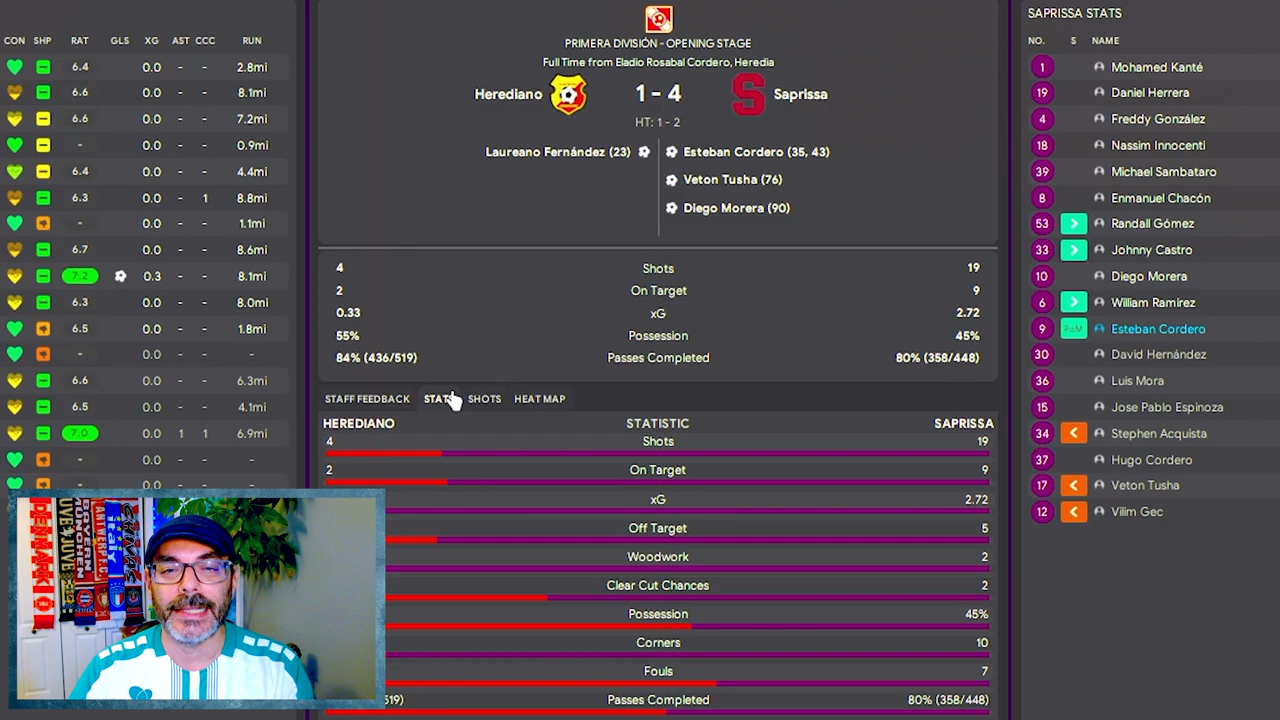 CON SHP RAT GLS XG AST CCC RUN
6.4 0.0 - - 2.8mi
6.6 0.0 - - 8.1mi
6.6 0.0 - - 7.2mi
- 0.0 - - 0.9mi
6.4 0.0 - - 4.4mi
6.3 0.0 - 1 8.8mi
- 0.0 - - 1.1mi
6.7 0.0 - - 8.6mi
7.2 0.3 - - 8.1mi
6.3 0.0 - - 8.0mi
6.5 0.0 - - 1.8mi
- 0.0 - - -
6.6 0.0 - - 6.3mi
6.5 0.0 - - 4.1mi
7.0 0.0 1 1 6.9mi
- 0.0 - - -
- 0.0 - - -
PRIMERA DIVISIÓN - OPENING STAGE
Full Time from Eladio Rosabal Cordero, Heredia
Herediano 1 - 4 S Saprissa
HT: 1 - 2
Laureano Fernández (23) Esteban Cordero (35, 43)
Veton Tusha (76)
Diego Morera (90)
4 Shots 19
2 On Target 9
0.33 xG 2.72
55% Possession 45%
84% (436/519) Passes Completed 80% (358/448)
STAFF FEEDBACK SHOTS HEAT MAP
HEREDIANO STATISTIC SAPRISSA
4 Shots 19
2 On Target 9
xG 2.72
Off Target 5
Woodwork 2
Clear Cut Chances 2
Possession 45%
Corners 10
Fouls 7
519) Passes Completed 80% (358/448)
SAPRISSA STATS
NO. S NAME
1 Mohamed Kanté
19 Daniel Herrera
4 Freddy González
18 Nassim Innocenti
39 Michael Sambataro
8 Enmanuel Chacón
53 Randall Gómez
33 Johnny Castro
10 Diego Morera
6 William Ramirez
9 PoM Esteban Cordero
30 David Hernández
36 Luis Mora
15 Jose Pablo Espinoza
34 Stephen Acquista
37 Hugo Cordero
17 Veton Tusha
12 Vilim Gec
DENMARK
JUVE
BAYERN MÜNCHEN
ANTWERP F.C.
italy
CHIVAS